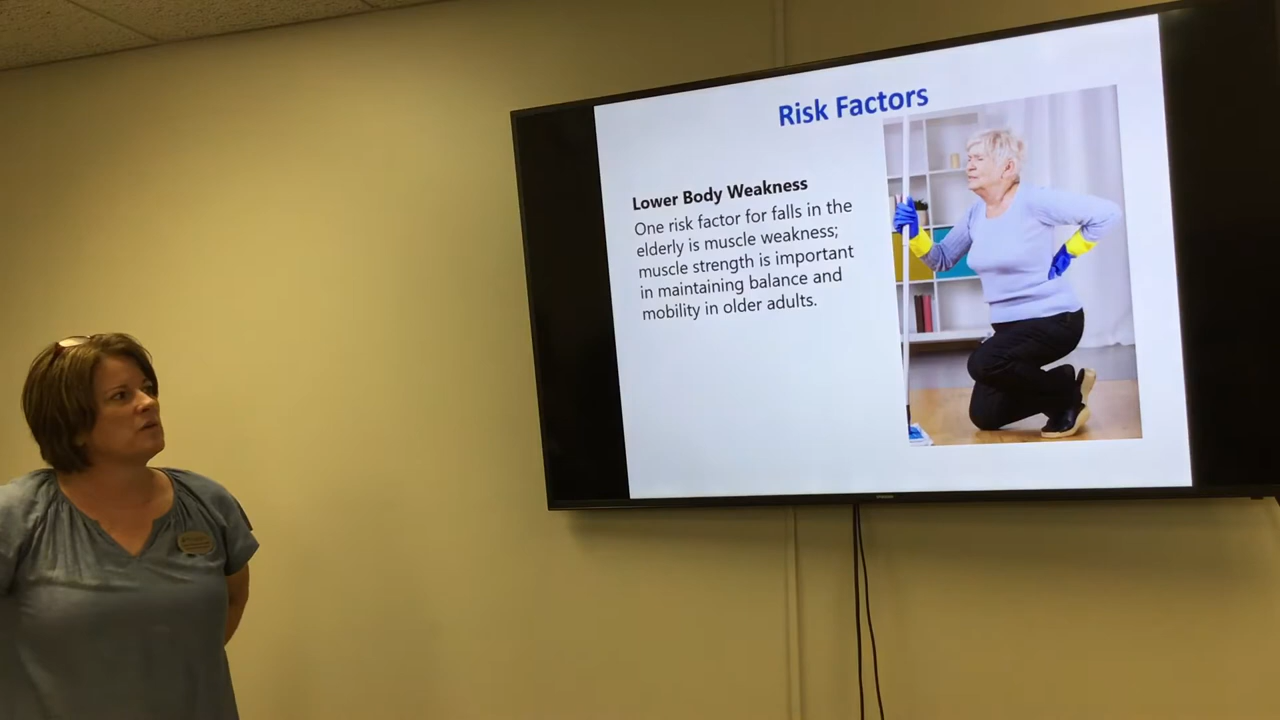 Risk Factors
Lower Body Weakness
One risk factor for falls in the
elderly is muscle weakness;
muscle strength is important
in maintaining balance and
mobility in older adults.